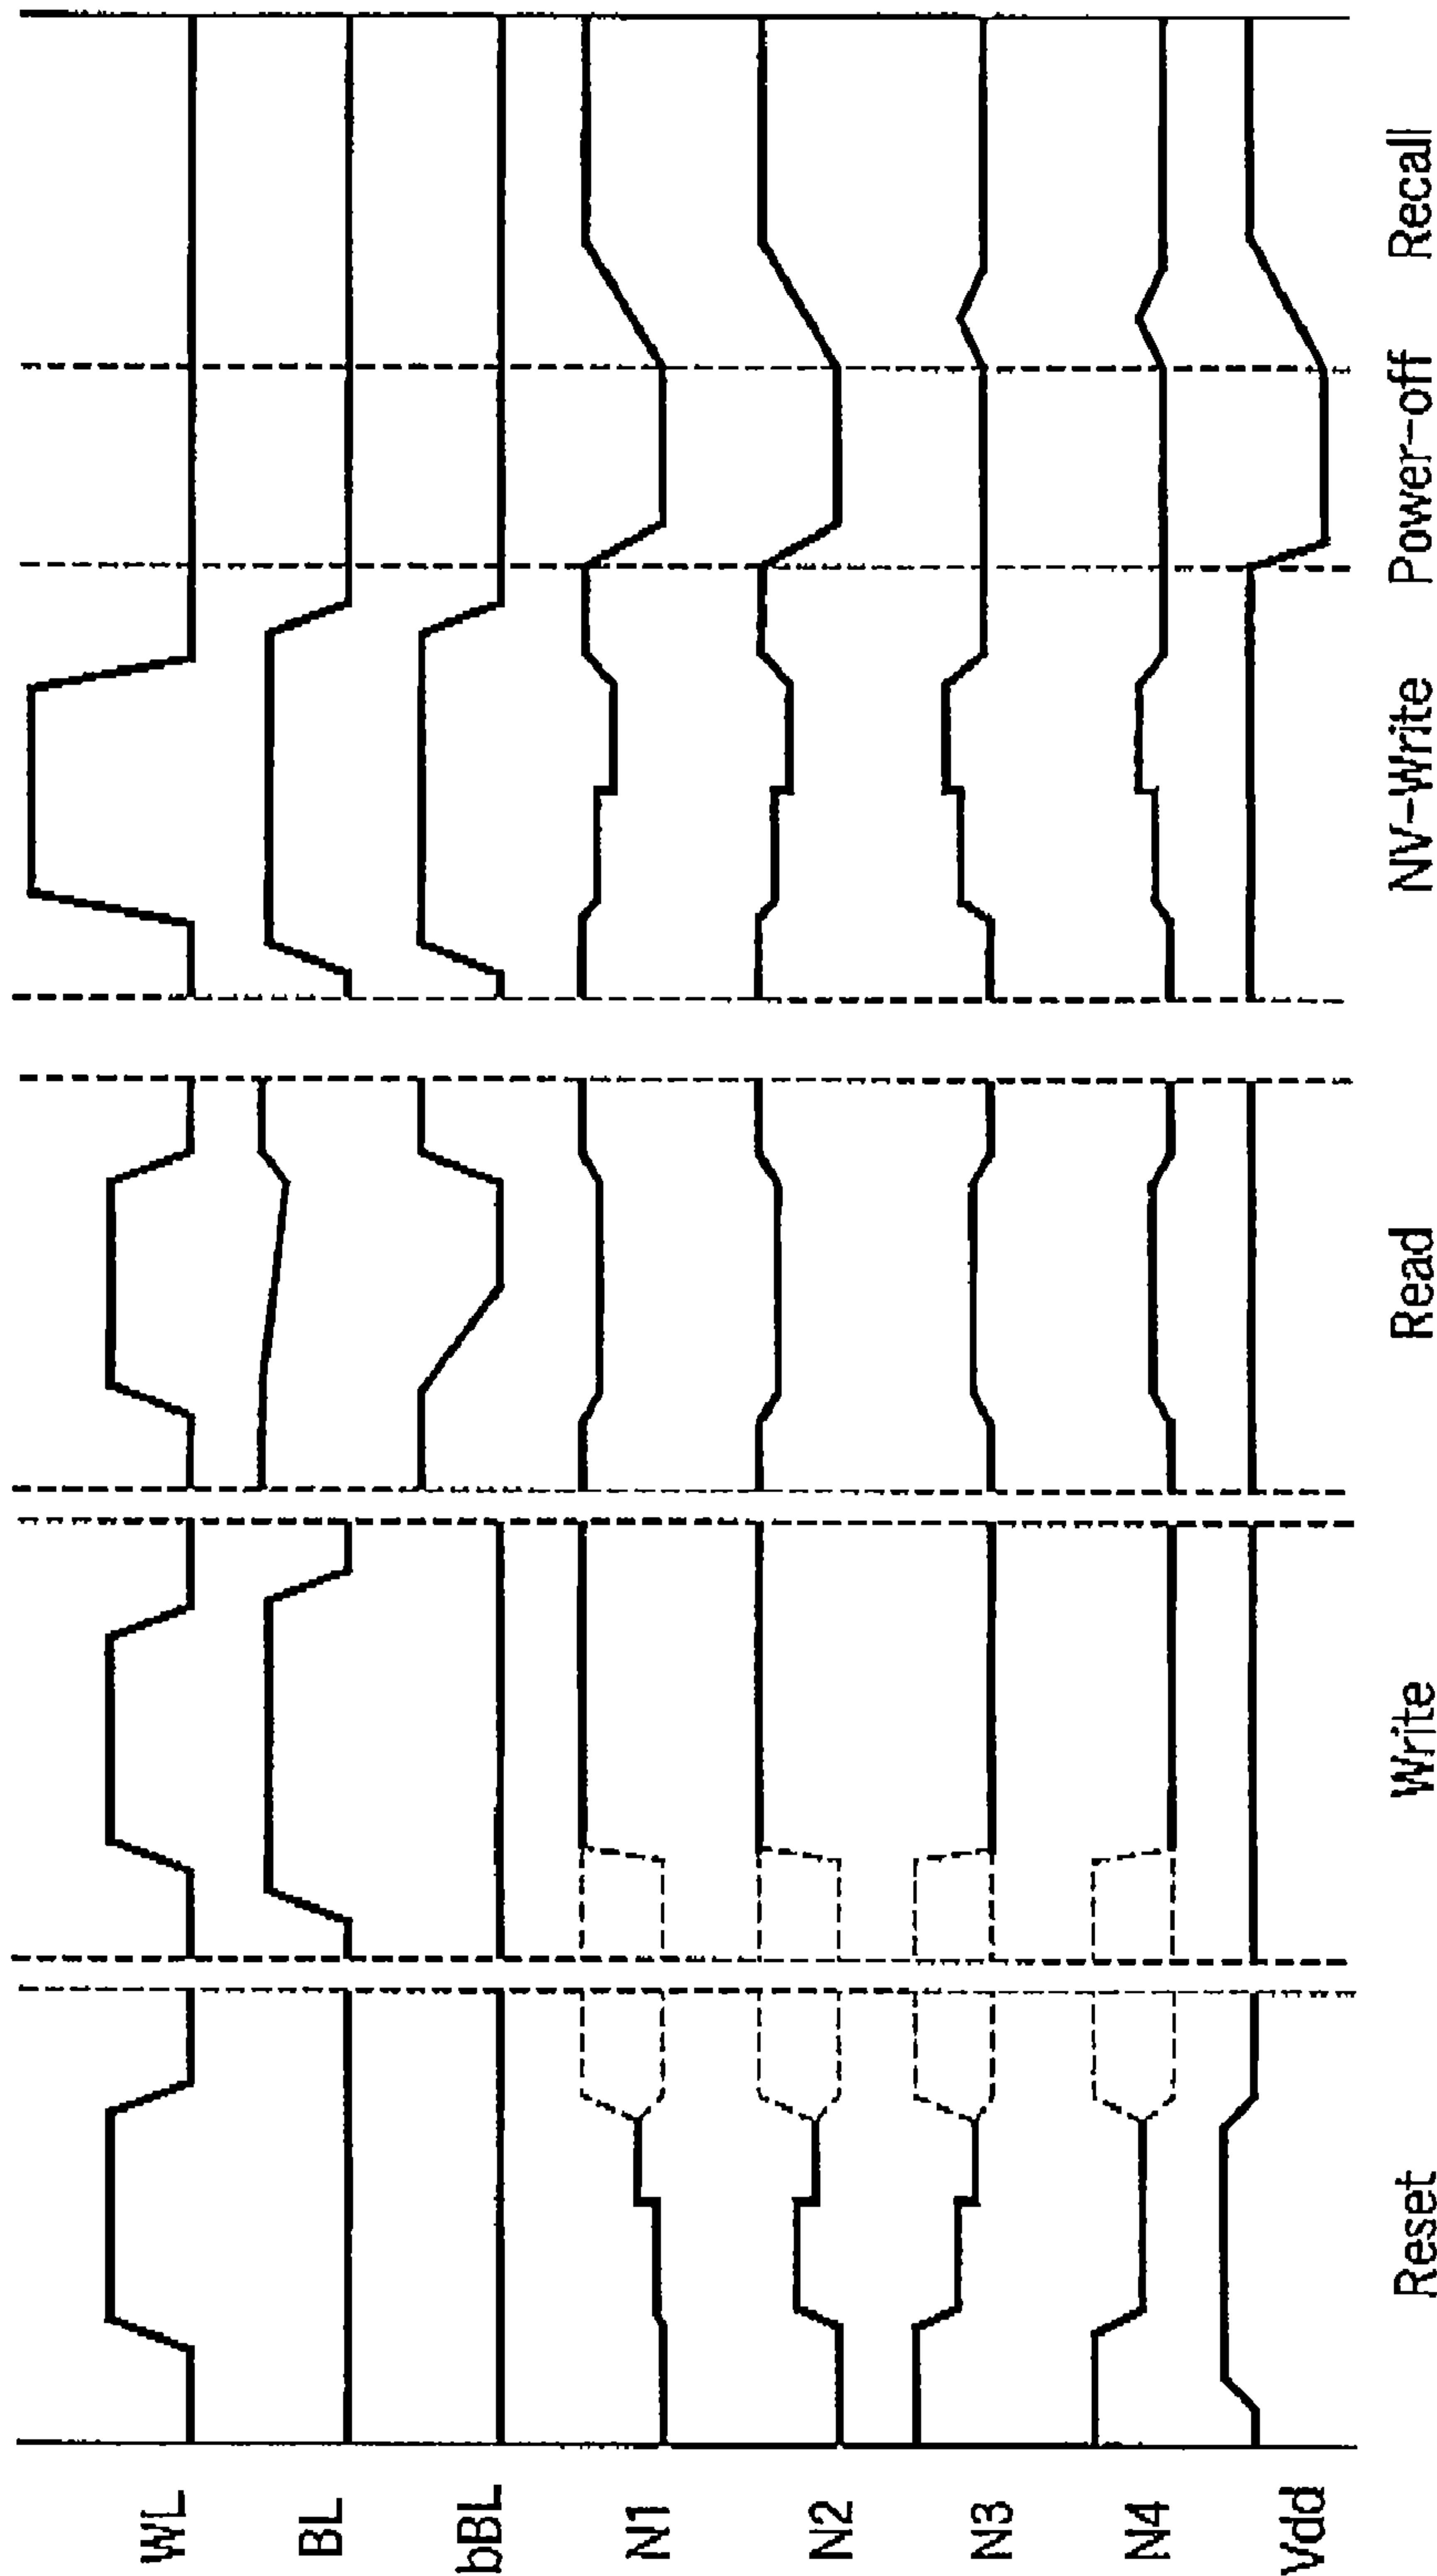 WL
BL
bBL
N1
N2
N3
N4
Vdd
Reset
Write
Read
NV-Write
Power-off
Recall